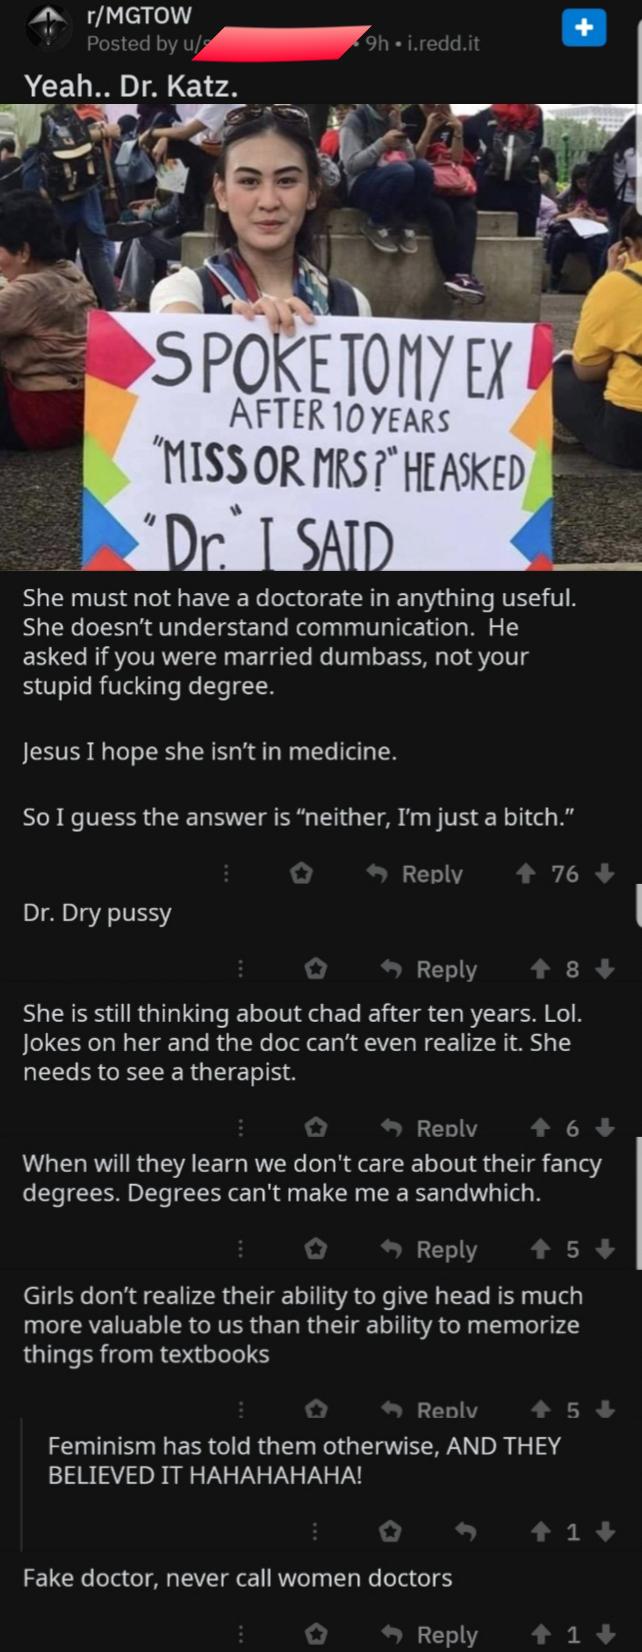 r/MGTOW
Posted by u/
9h • i.redd.it
Yeah.. Dr. Katz.
SPOKE TO MY EX
AFTER 10 YEARS
"MISS OR MRS?" HE ASKED
"Dr." I SAID
She must not have a doctorate in anything useful.
She doesn't understand communication. He
asked if you were married dumbass, not your
stupid fucking degree.
Jesus I hope she isn't in medicine.
So I guess the answer is “neither, I'm just a bitch.”
Reply 76
Dr. Dry pussy
Reply 8
She is still thinking about chad after ten years. Lol.
Jokes on her and the doc can't even realize it. She
needs to see a therapist.
Reply 6
When will they learn we don't care about their fancy
degrees. Degrees can't make me a sandwhich.
Reply 5
Girls don't realize their ability to give head is much
more valuable to us than their ability to memorize
things from textbooks
Reply 5
Feminism has told them otherwise, AND THEY
BELIEVED IT HAHAHAHAHA!
1
Fake doctor, never call women doctors
Reply 1